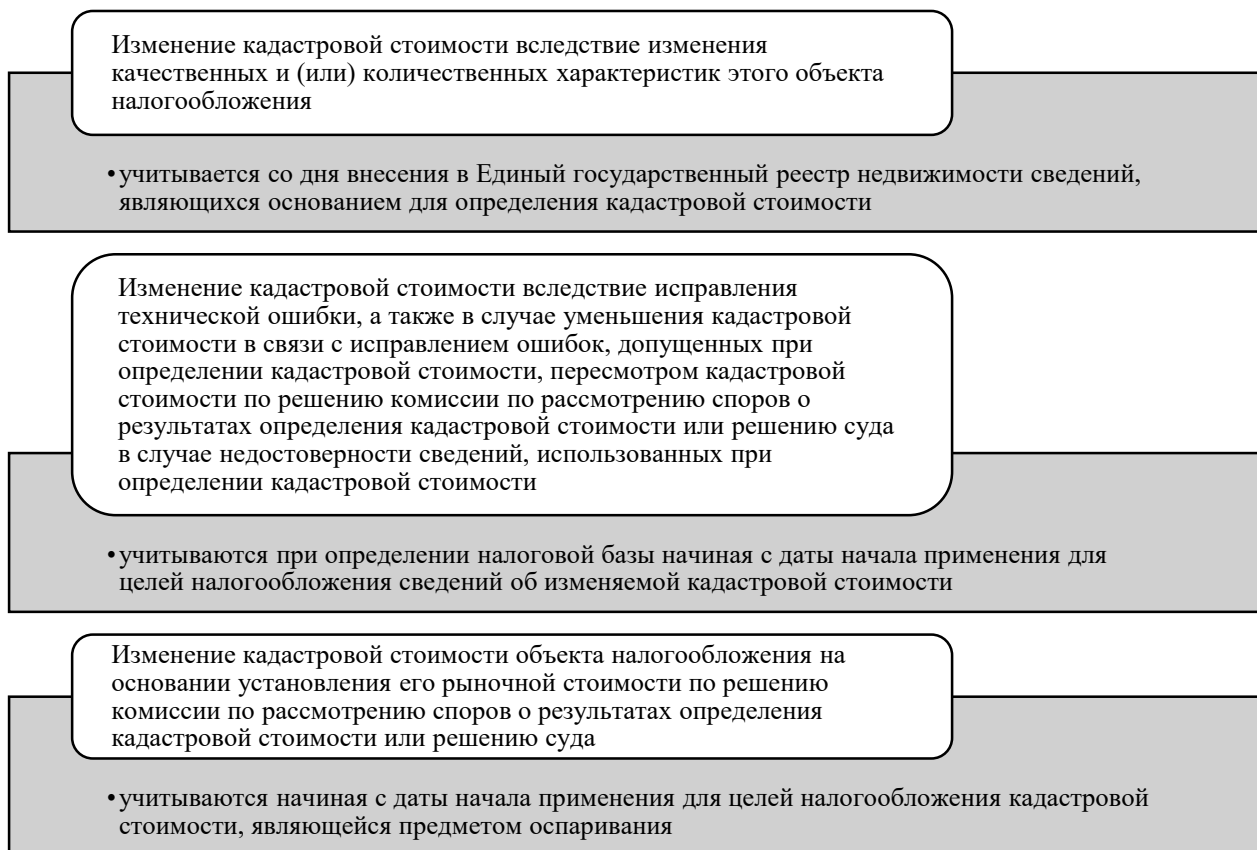 Изменение кадастровой стоимости вследствие изменения
качественных и (или) количественных характеристик этого объекта
налогообложения
•учитывается со дня внесения в Единый государственный реестр недвижимости сведений,
являющихся основанием для определения кадастровой стоимости
Изменение кадастровой стоимости вследствие исправления
технической ошибки, а также в случае уменьшения кадастровой
стоимости в связи с исправлением ошибок, допущенных при
определении кадастровой стоимости, пересмотром кадастровой
стоимости по решению комиссии по рассмотрению споров о
результатах определения кадастровой стоимости или решению суда
в случае недостоверности сведений, использованных при
определении кадастровой стоимости
•учитываются при определении налоговой базы начиная с даты начала применения для
целей налогообложения сведений об изменяемой кадастровой стоимости
Изменение кадастровой стоимости объекта налогообложения на
основании установления его рыночной стоимости по решению
комиссии по рассмотрению споров о результатах определения
кадастровой стоимости или решению суда
•учитываются начиная с даты начала применения для целей налогообложения кадастровой
стоимости, являющейся предметом оспаривания